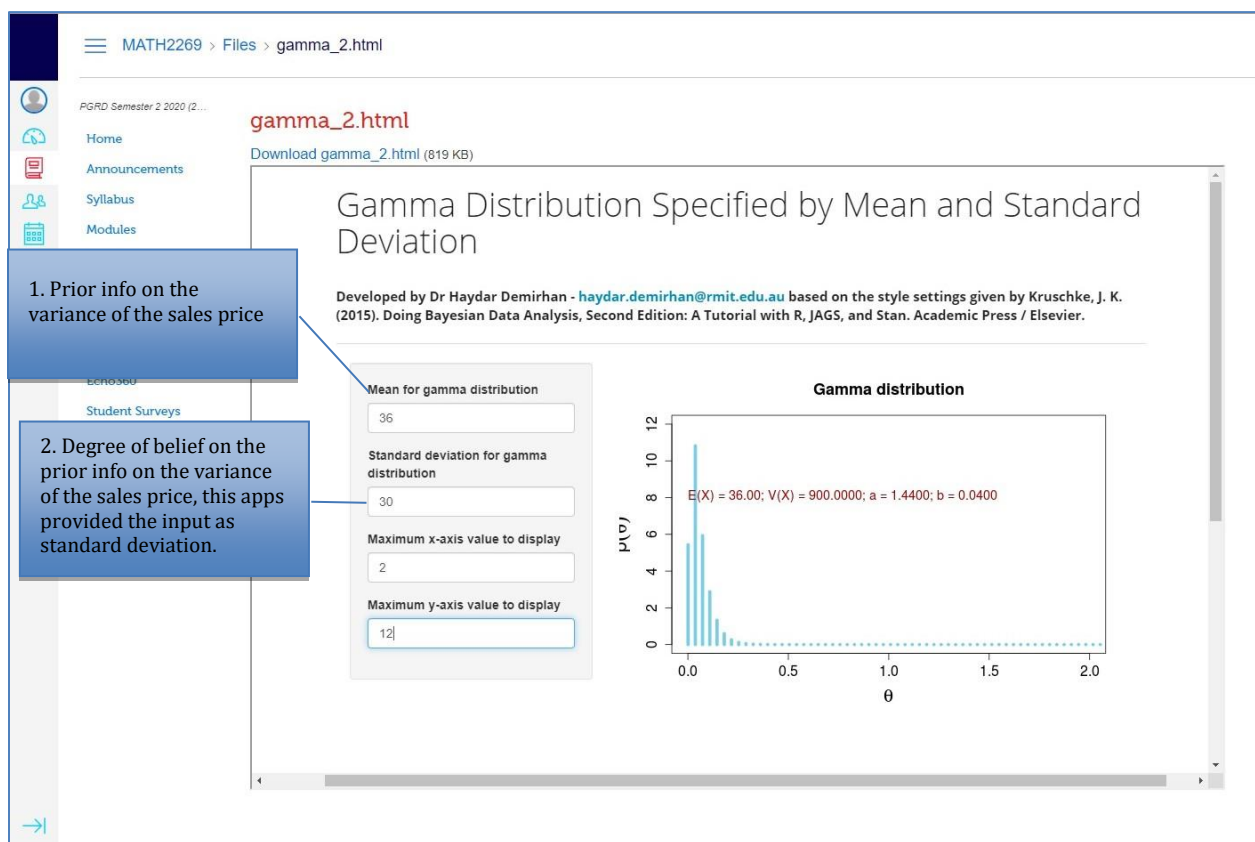 MATH2269 > Files > gamma_2.html
PGRD Semester 2 2020 (2...
Home
Announcements
Syllabus
Modules
Echo360
Student Surveys
gamma_2.html
Download gamma_2.html (819 KB)
Gamma Distribution Specified by Mean and Standard
Deviation
Developed by Dr Haydar Demirhan - haydar.demirhan@rmit.edu.au based on the style settings given by Kruschke, J. K.
(2015). Doing Bayesian Data Analysis, Second Edition: A Tutorial with R, JAGS, and Stan. Academic Press / Elsevier.
1. Prior info on the
variance of the sales price
2. Degree of belief on the
prior info on the variance
of the sales price, this apps
provided the input as
standard deviation.
Mean for gamma distribution
36
Standard deviation for gamma
distribution
30
Maximum x-axis value to display
2
Maximum y-axis value to display
12
Gamma distribution
E(X) = 36.00; V(X) = 900.0000; a = 1.4400; b = 0.0400
p(θ)
12
10
8
6
4
2
0
0.0 0.5 1.0 1.5 2.0
θ